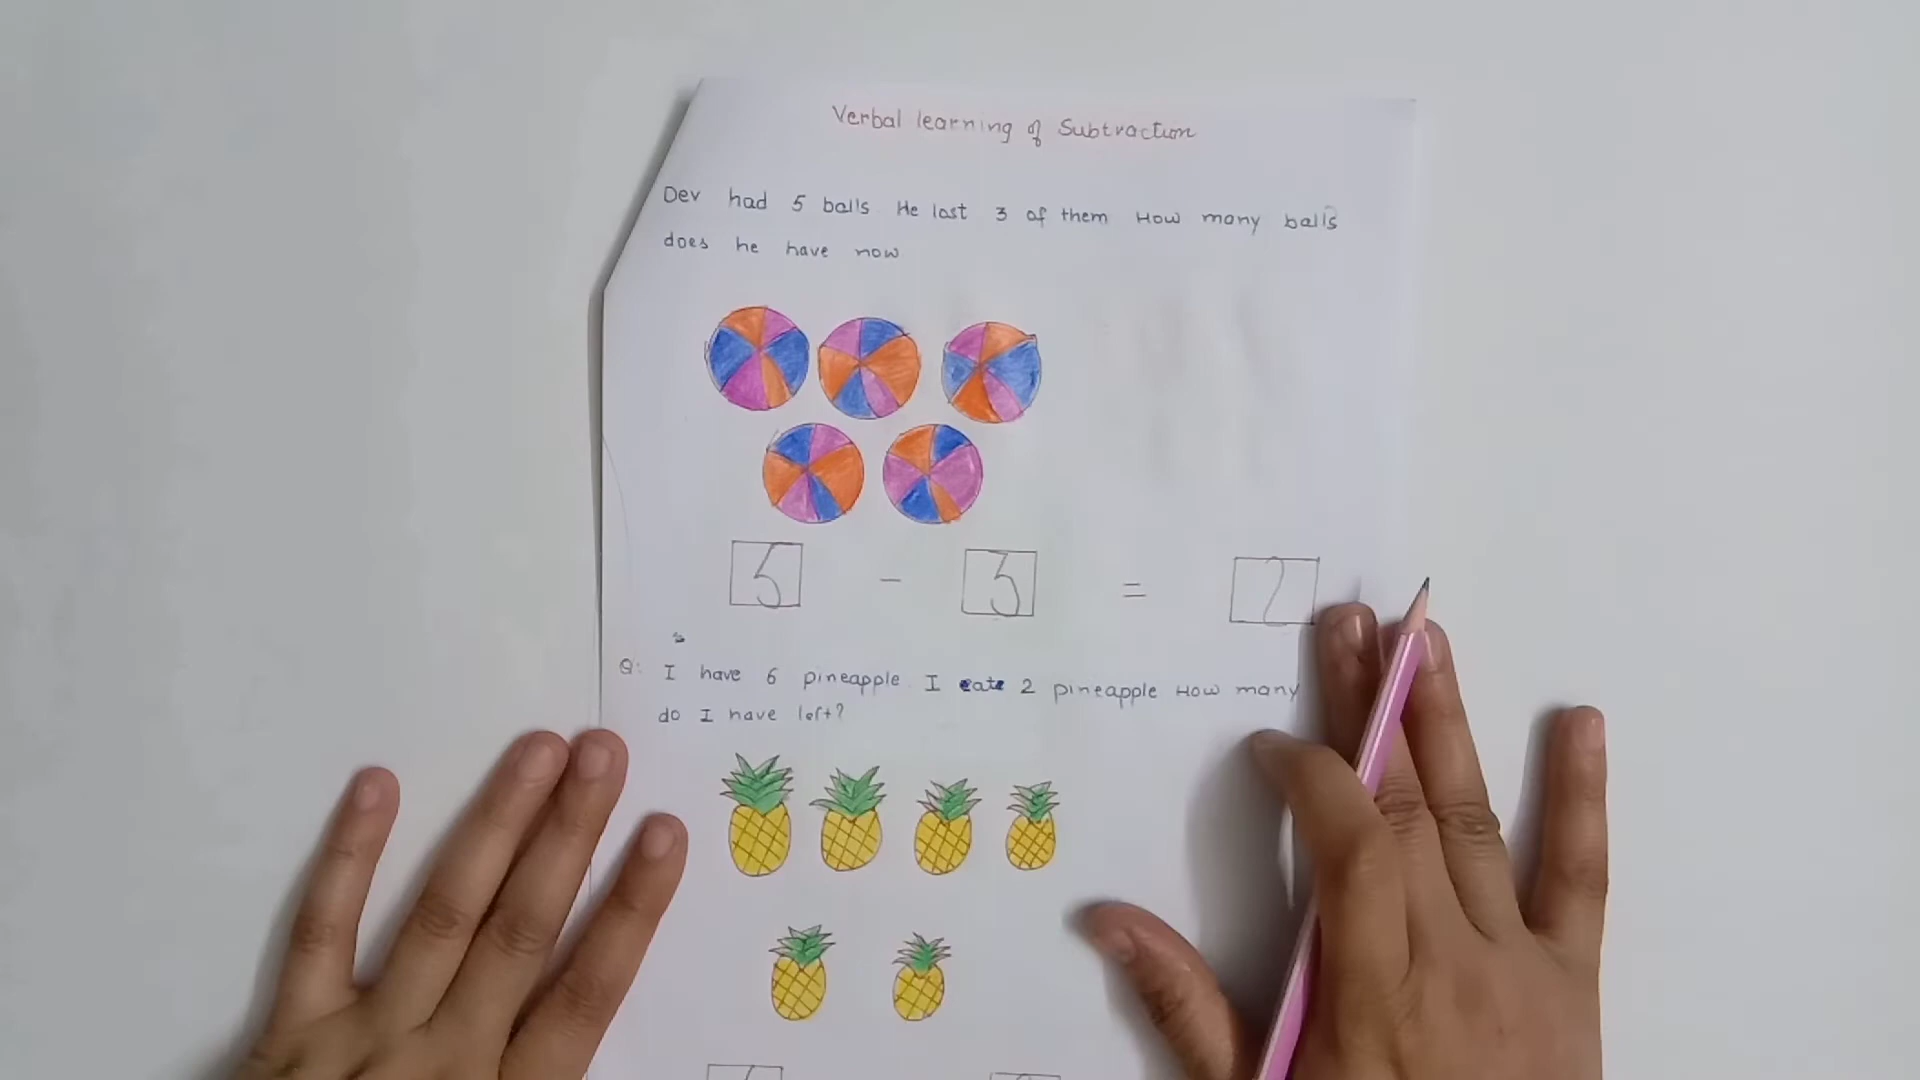 Verbal learning of Subtraction
Dev had 5 balls He lost 3 of them How many balls
does he have now
5 - 3 = 2
Q: I have 6 pineapple. I eate 2 pineapple How many
do I have left?